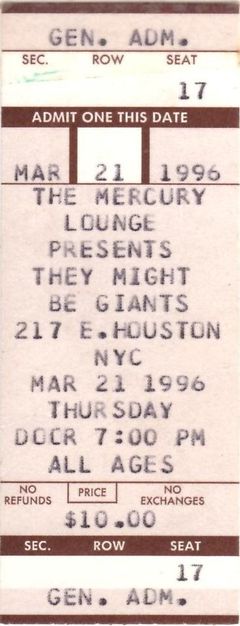 GEN. ADM.
SEC. ROW SEAT
17
ADMIT ONE THIS DATE
MAR 21 1996
THE MERCURY
LOUNGE
PRESENTS
THEY MIGHT
BE GIANTS
217 E.HOUSTON
NYC
MAR 21 1996
THURSDAY
DOOR 7:00 PM
ALL AGES
NO REFUNDS PRICE NO EXCHANGES
$10.00
SEC. ROW SEAT
17
GEN. ADM.